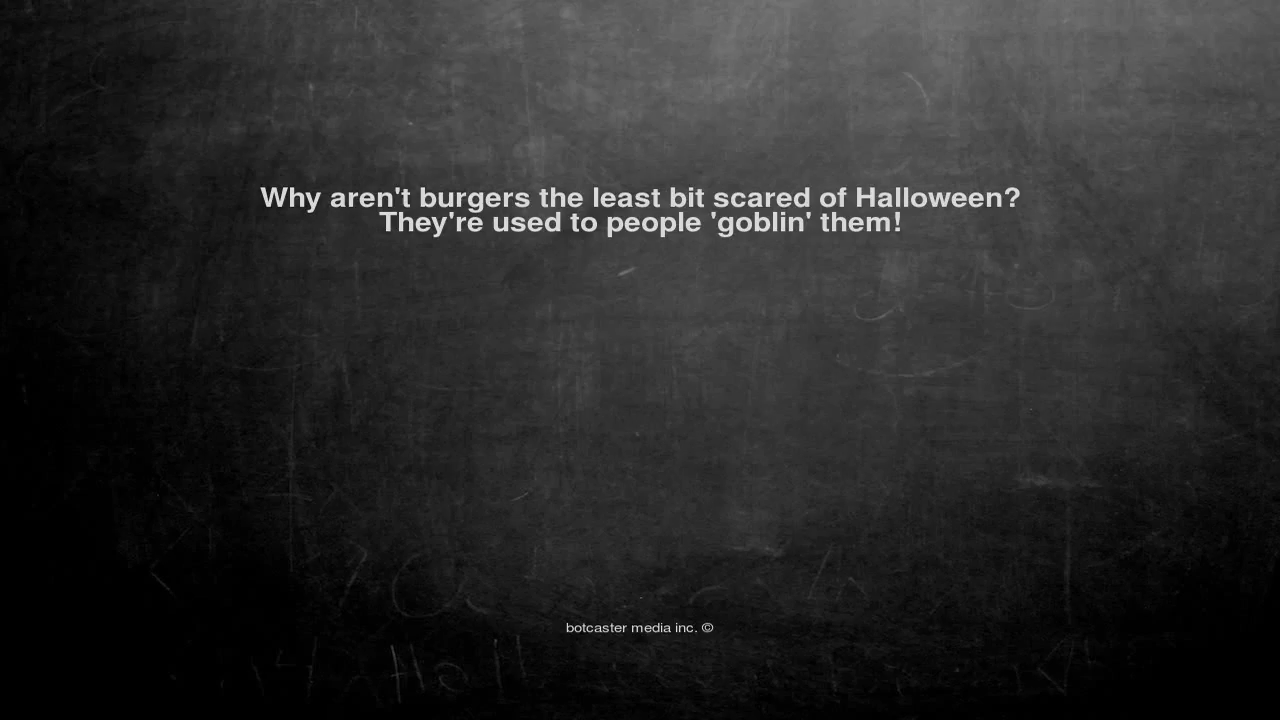 Why aren't burgers the least bit scared of Halloween?
They're used to people 'goblin' them!
botcaster media inc. ©